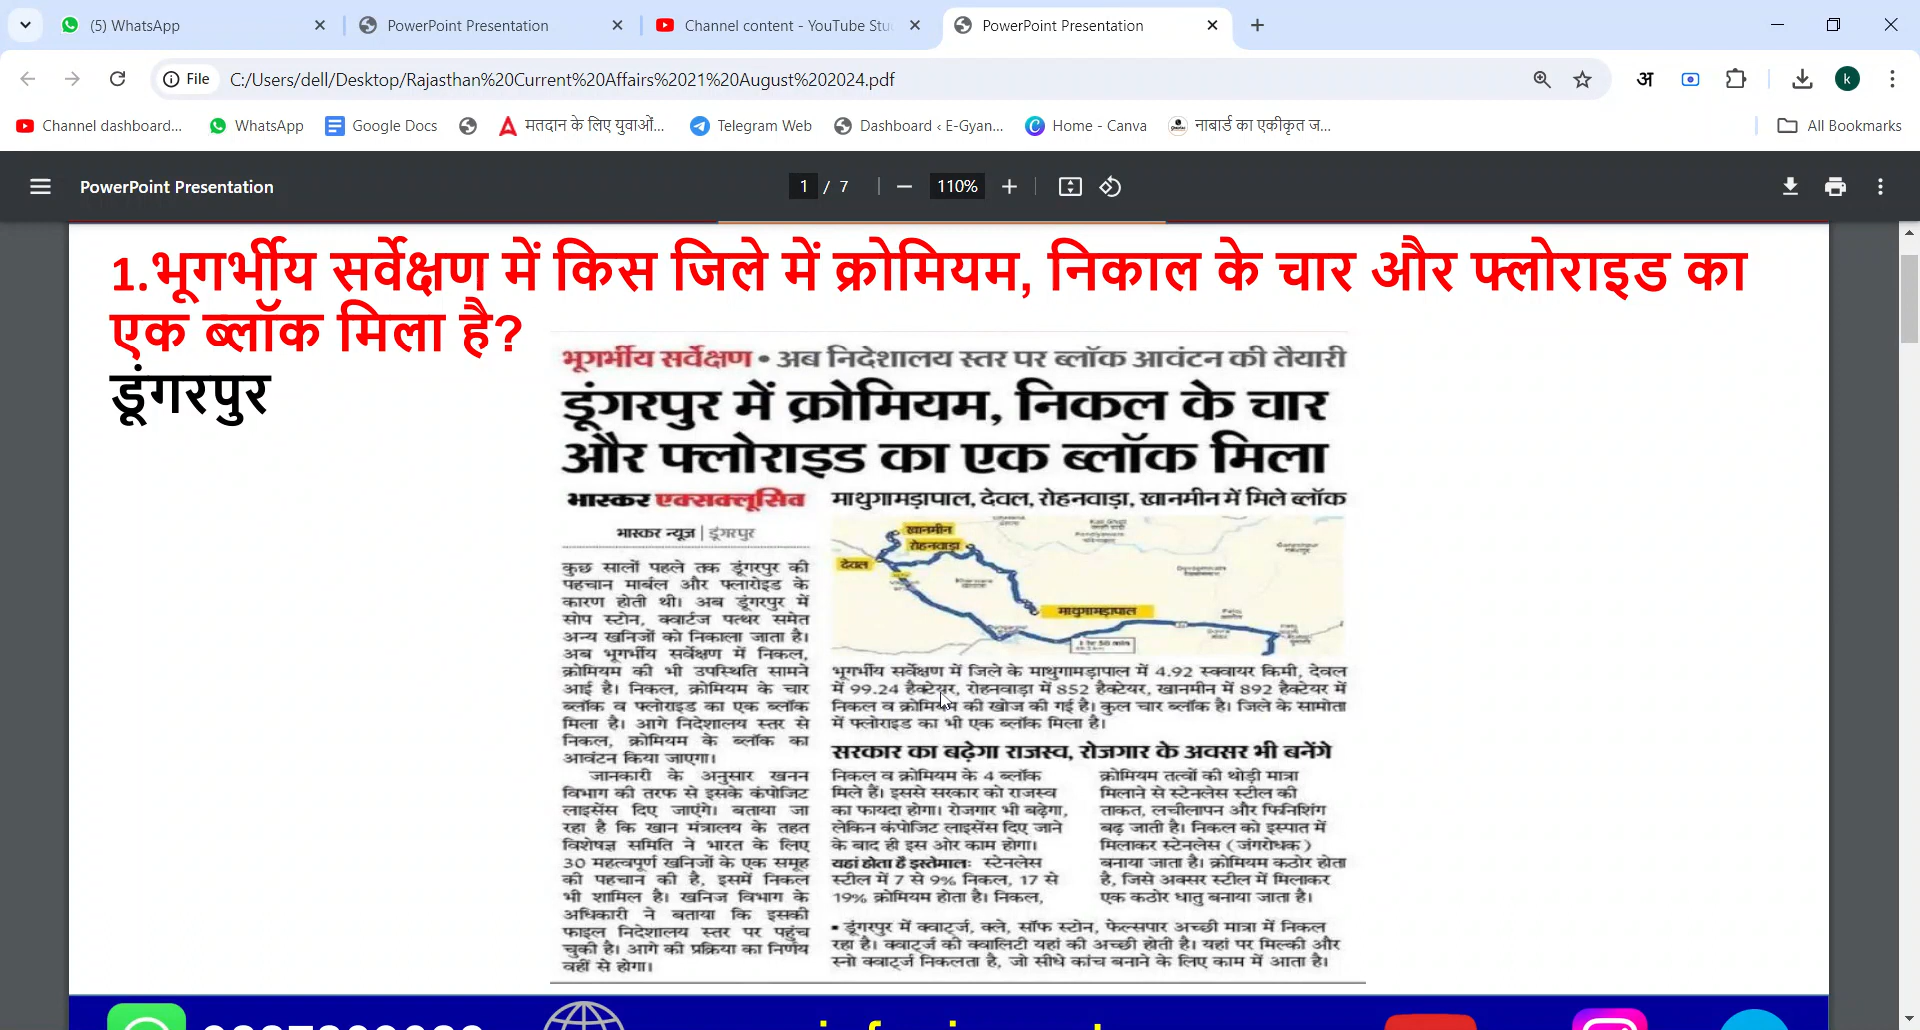 (5) WhatsApp
PowerPoint Presentation
Channel content - YouTube Stu
PowerPoint Presentation
File
C:/Users/dell/Desktop/Rajasthan%20Current%20Affairs%2021%20August%202024.pdf
अ
k
Channel dashboard...
WhatsApp
Google Docs
मतदान के लिए युवाओं...
Telegram Web
Dashboard ‹ E-Gyan...
Home - Canva
नाबार्ड का एकीकृत ज...
All Bookmarks
PowerPoint Presentation
1 / 7
110%
1.भूगर्भीय सर्वेक्षण में किस जिले में क्रोमियम, निकाल के चार और फ्लोराइड का
एक ब्लॉक मिला है?
डूंगरपुर
भूगर्भीय सर्वेक्षण • अब निदेशालय स्तर पर ब्लॉक आवंटन की तैयारी
डूंगरपुर में क्रोमियम, निकल के चार
और फ्लोराइड का एक ब्लॉक मिला
भास्कर एक्सक्लूसिव
भास्कर न्यूज | डूंगरपुर
कुछ सालों पहले तक डूंगरपुर की
पहचान मार्बल और फ्लारोइड के
कारण होती थी। अब डूंगरपुर में
सोप स्टोन, क्वार्टज पत्थर समेत
अन्य खनिजों को निकाला जाता है।
अब भूगर्भीय सर्वेक्षण में निकल,
क्रोमियम की भी उपस्थिति सामने
आई है। निकल, क्रोमियम के चार
ब्लॉक व फ्लोराइड का एक ब्लॉक
मिला है। आगे निदेशालय स्तर से
निकल, क्रोमियम के ब्लॉक का
आवंटन किया जाएगा।
जानकारी के अनुसार खनन
विभाग की तरफ से इसके कंपोजिट
लाइसेंस दिए जाएंगे। बताया जा
रहा है कि खान मंत्रालय के तहत
विशेषज्ञ समिति ने भारत के लिए
30 महत्वपूर्ण खनिजों के एक समूह
की पहचान की है, इसमें निकल
भी शामिल है। खनिज विभाग के
अधिकारी ने बताया कि इसकी
फाइल निदेशालय स्तर पर पहुंच
चुकी है। आगे की प्रक्रिया का निर्णय
वहीं से होगा।
माथुगामड़ापाल, देवल, रोहनवाड़ा, खानमीन में मिले ब्लॉक
खानमीन
रोहनवाड़ा
देवल
माथुगामड़ापाल
भूगर्भीय सर्वेक्षण में जिले के माथुगामड़ापाल में 4.92 स्क्वायर किमी, देवल
में 99.24 हैक्टेयर, रोहनवाड़ा में 852 हैक्टेयर, खानमीन में 892 हैक्टेयर में
निकल व क्रोमियम की खोज की गई है। कुल चार ब्लॉक है। जिले के सामोता
में फ्लोराइड का भी एक ब्लॉक मिला है।
सरकार का बढ़ेगा राजस्व, रोजगार के अवसर भी बनेंगे
निकल व क्रोमियम के 4 ब्लॉक
मिले हैं। इससे सरकार को राजस्व
का फायदा होगा। रोजगार भी बढ़ेगा,
लेकिन कंपोजिट लाइसेंस दिए जाने
के बाद ही इस ओर काम होगा।
यहां होता है इस्तेमालः स्टेनलेस
स्टील में 7 से 9% निकल, 17 से
19% क्रोमियम होता है। निकल,
क्रोमियम तत्वों की थोड़ी मात्रा
मिलाने से स्टेनलेस स्टील की
ताकत, लचीलापन और फिनिशिंग
बढ़ जाती है। निकल को इस्पात में
मिलाकर स्टेनलेस (जंगरोधक)
बनाया जाता है। क्रोमियम कठोर होता
है, जिसे अक्सर स्टील में मिलाकर
एक कठोर धातु बनाया जाता है।
• डूंगरपुर में क्वार्ट्ज, क्ले, सॉफ स्टोन, फेल्सपार अच्छी मात्रा में निकल
रहा है। क्वार्ट्ज की क्वालिटी यहां की अच्छी होती है। यहां पर मिल्की और
स्नो क्वार्ट्ज निकलता है, जो सीधे कांच बनाने के लिए काम में आता है।